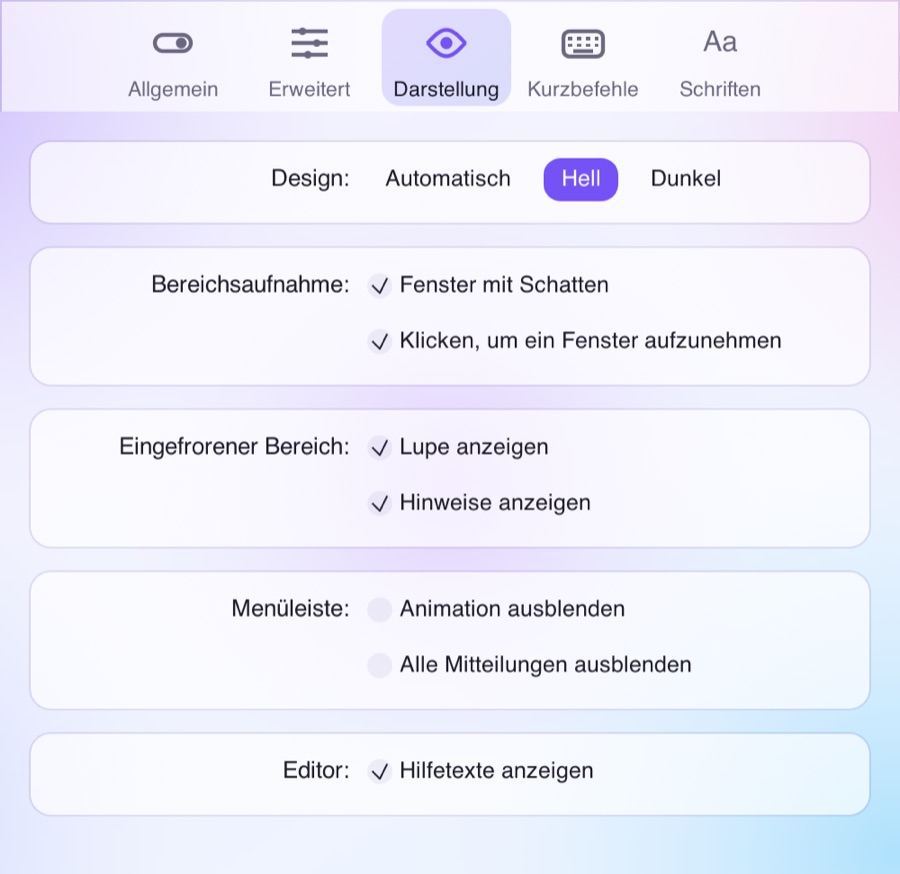 Allgemein Erweitert Darstellung Kurzbefehle Aa Schriften
Design: Automatisch Hell Dunkel
Bereichsaufnahme: Fenster mit Schatten
Klicken, um ein Fenster aufzunehmen
Eingefrorener Bereich: Lupe anzeigen
Hinweise anzeigen
Menüleiste: Animation ausblenden
Alle Mitteilungen ausblenden
Editor: Hilfetexte anzeigen